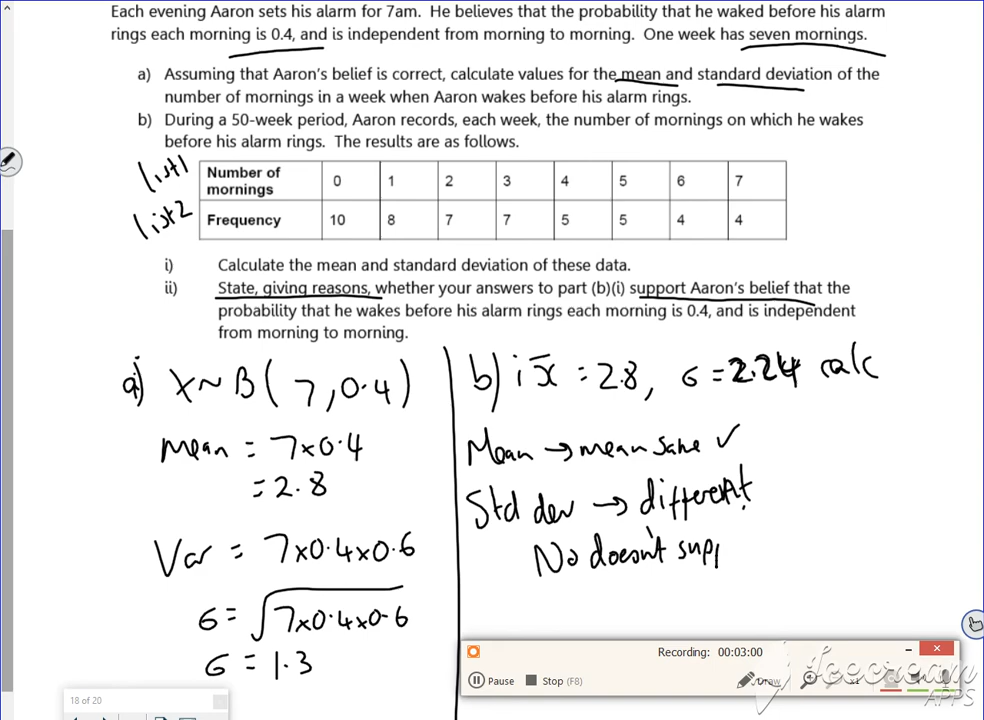 Each evening Aaron sets his alarm for 7am. He believes that the probability that he waked before his alarm
rings each morning is 0.4, and is independent from morning to morning. One week has seven mornings.
a) Assuming that Aaron's belief is correct, calculate values for the mean and standard deviation of the
number of mornings in a week when Aaron wakes before his alarm rings.
b) During a 50-week period, Aaron records, each week, the number of mornings on which he wakes
before his alarm rings. The results are as follows.
list1
Number of mornings 0 1 2 3 4 5 6 7
list2
Frequency 10 8 7 7 5 5 4 4
i) Calculate the mean and standard deviation of these data.
ii) State, giving reasons, whether your answers to part (b)(i) support Aaron's belief that the
probability that he wakes before his alarm rings each morning is 0.4, and is independent
from morning to morning.
a) X~B(7,0.4)
mean = 7×0.4
= 2.8
Var = 7×0.4×0.6
σ = √7×0.4×0.6
σ = 1.3
b) i x̄ = 2.8, σ = 2.24 calc
Mean → mean same ✓
Std dev → different
No doesn't supp
Recording: 00:03:00
Pause Stop (F8) Draw x1
Icecream
APPS
18 of 20